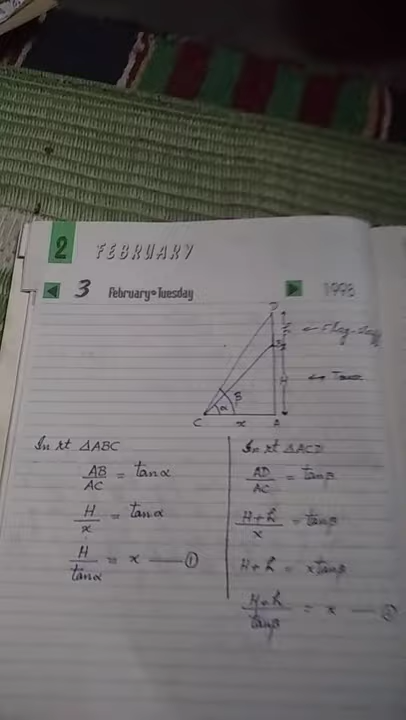 2 FEBRUARY
3 February•Tuesday 1998
D
h ← Flag-staff
B
H ← Tower
β
α
C x A
In rt △ABC
AB/AC = tanα
H/x = tanα
H/tanα = x —— ①
In rt △ACD
AD/AC = tanβ
H+h/x = tanβ
H+h = xtanβ
H+h/tanβ = x —— ②